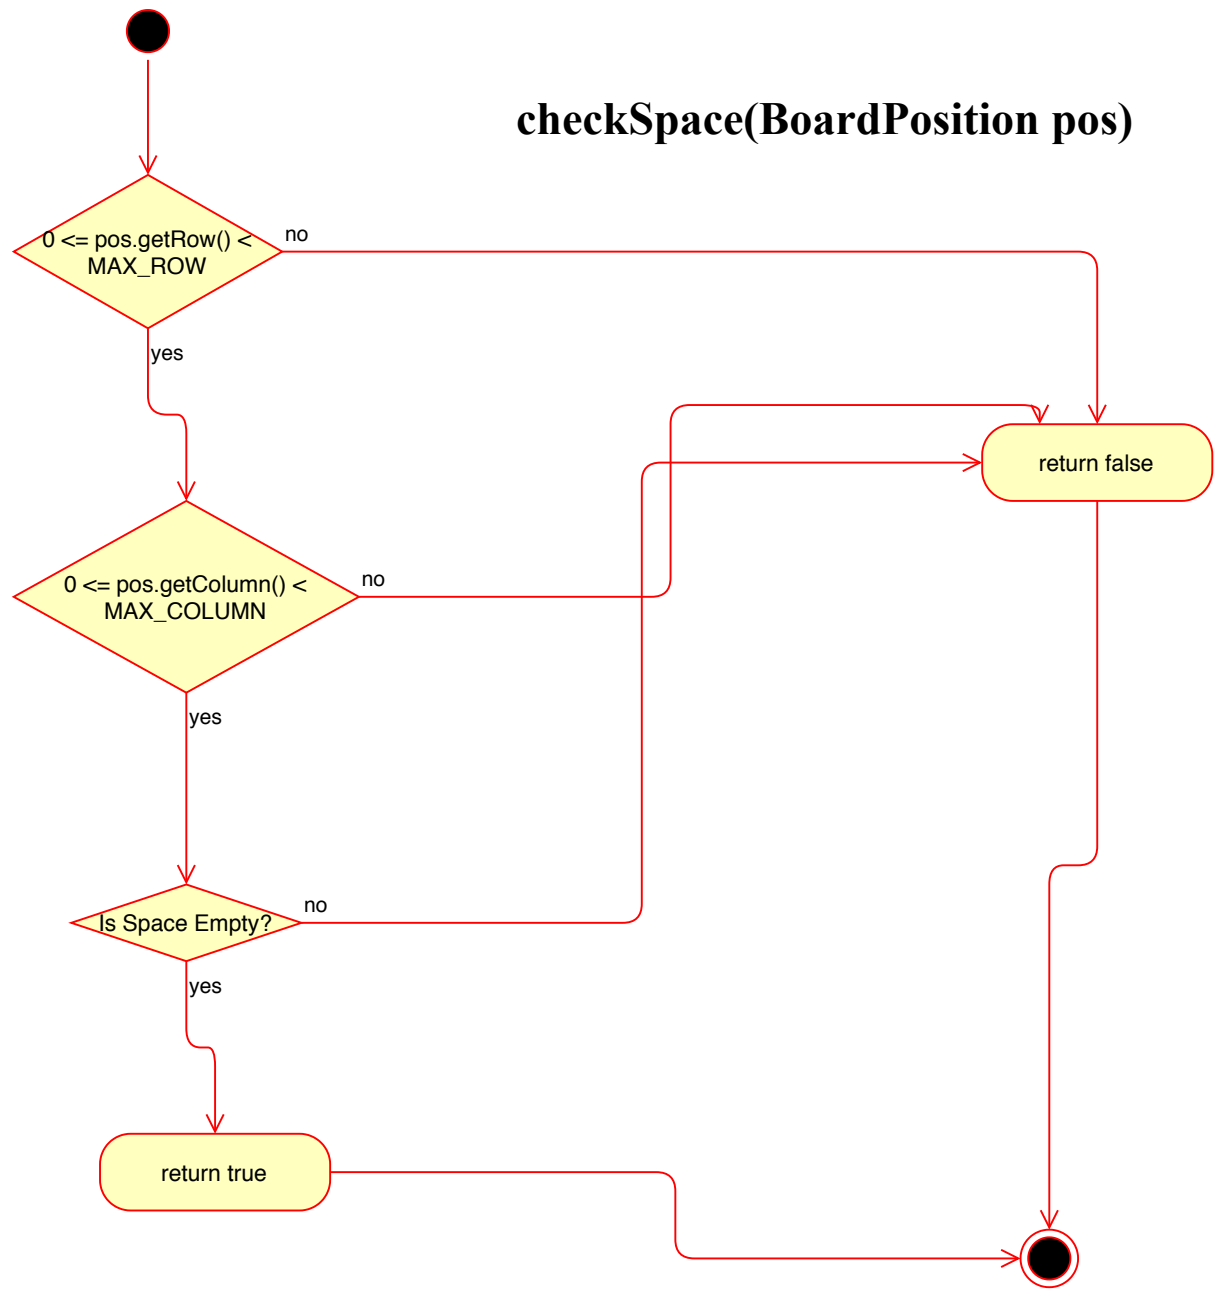 checkSpace(BoardPosition pos)
0 <= pos.getRow() <
MAX_ROW
no
yes
return false
0 <= pos.getColumn() <
MAX_COLUMN
no
yes
Is Space Empty?
no
yes
return true